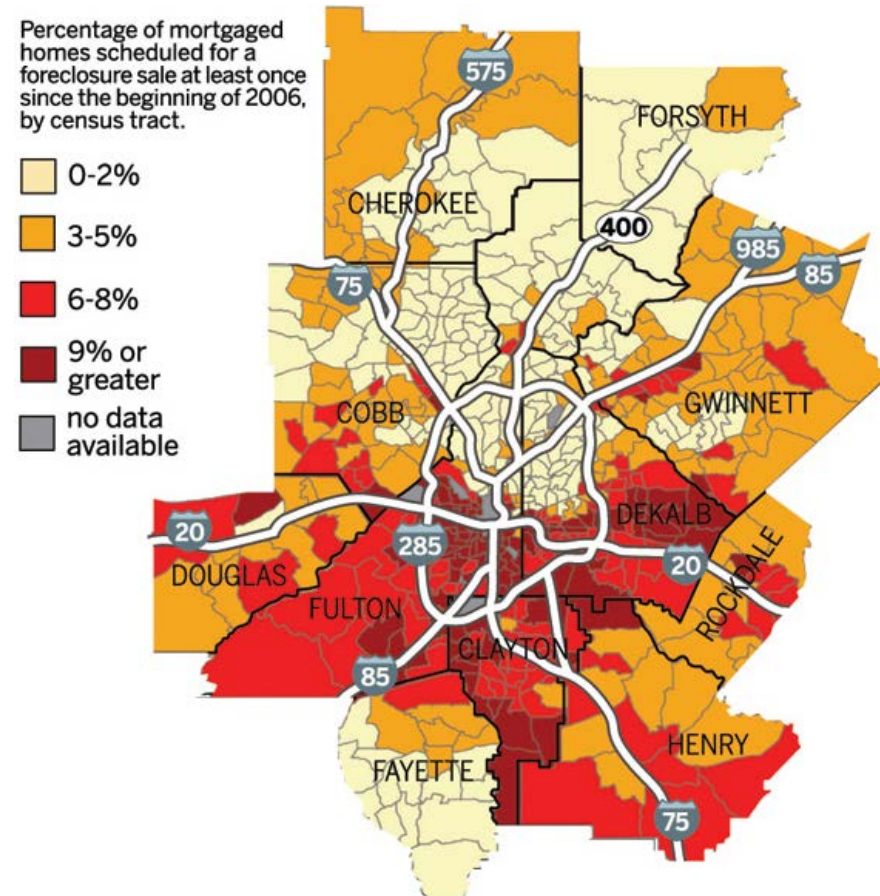 Percentage of mortgaged
homes scheduled for a
foreclosure sale at least once
since the beginning of 2006,
by census tract.
0-2%
3-5%
6-8%
9% or
greater
no data
available
575
FORSYTH
CHEROKEE
400
985
75
85
COBB
GWINNETT
DEKALB
20
285
20
DOUGLAS
ROCKDALE
FULTON
CLAYTON
85
HENRY
FAYETTE
75